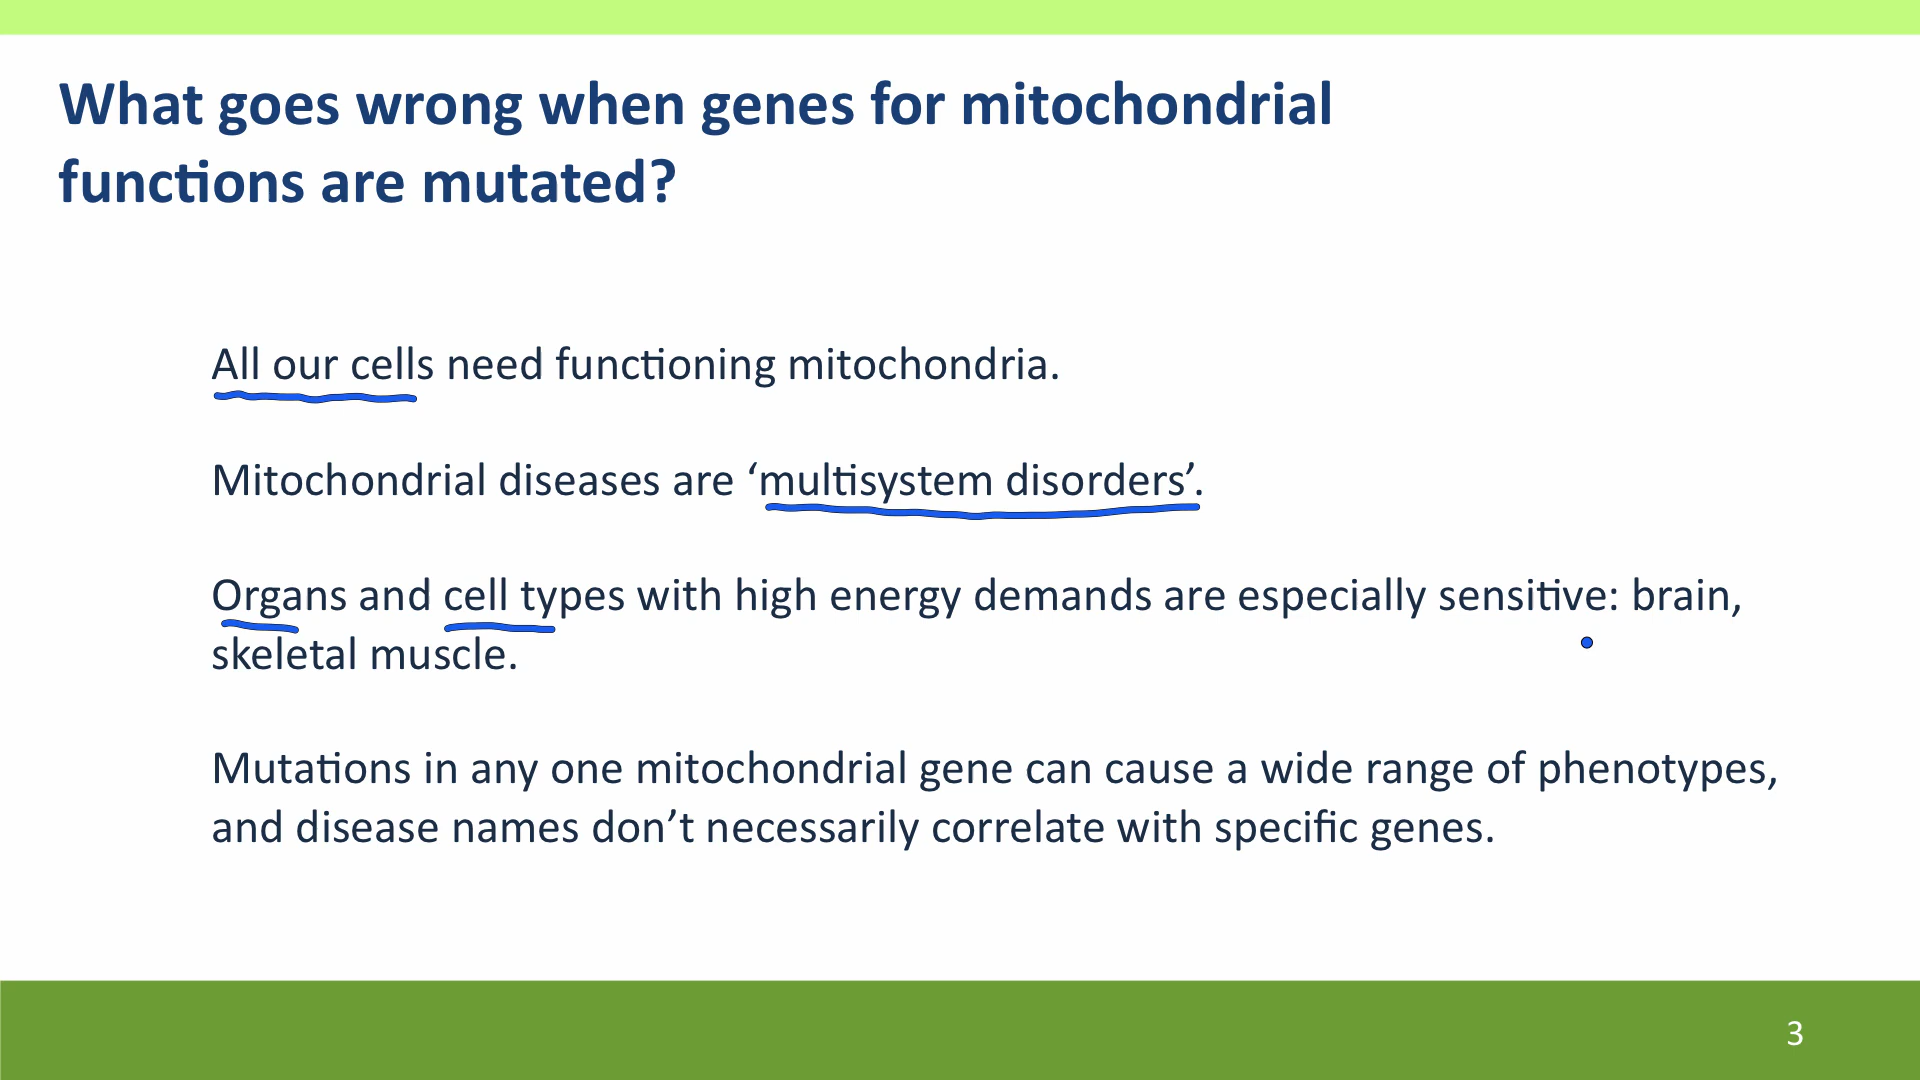 What goes wrong when genes for mitochondrial
functions are mutated?
All our cells need functioning mitochondria.
Mitochondrial diseases are ‘multisystem disorders’.
Organs and cell types with high energy demands are especially sensitive: brain,
skeletal muscle.
Mutations in any one mitochondrial gene can cause a wide range of phenotypes,
and disease names don’t necessarily correlate with specific genes.
3